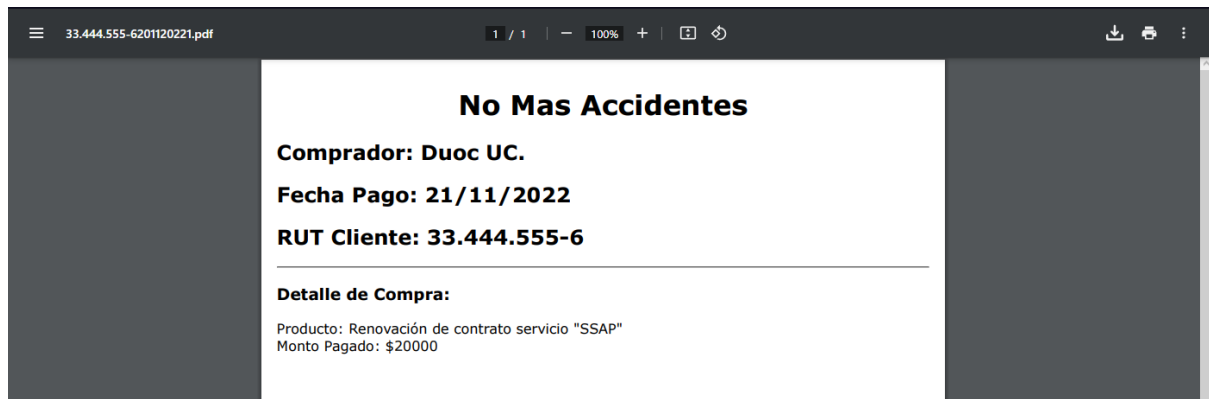 33.444.555-6201120221.pdf
1 / 1 | − 100% + |
No Mas Accidentes
Comprador: Duoc UC.
Fecha Pago: 21/11/2022
RUT Cliente: 33.444.555-6
Detalle de Compra:
Producto: Renovación de contrato servicio "SSAP"
Monto Pagado: $20000